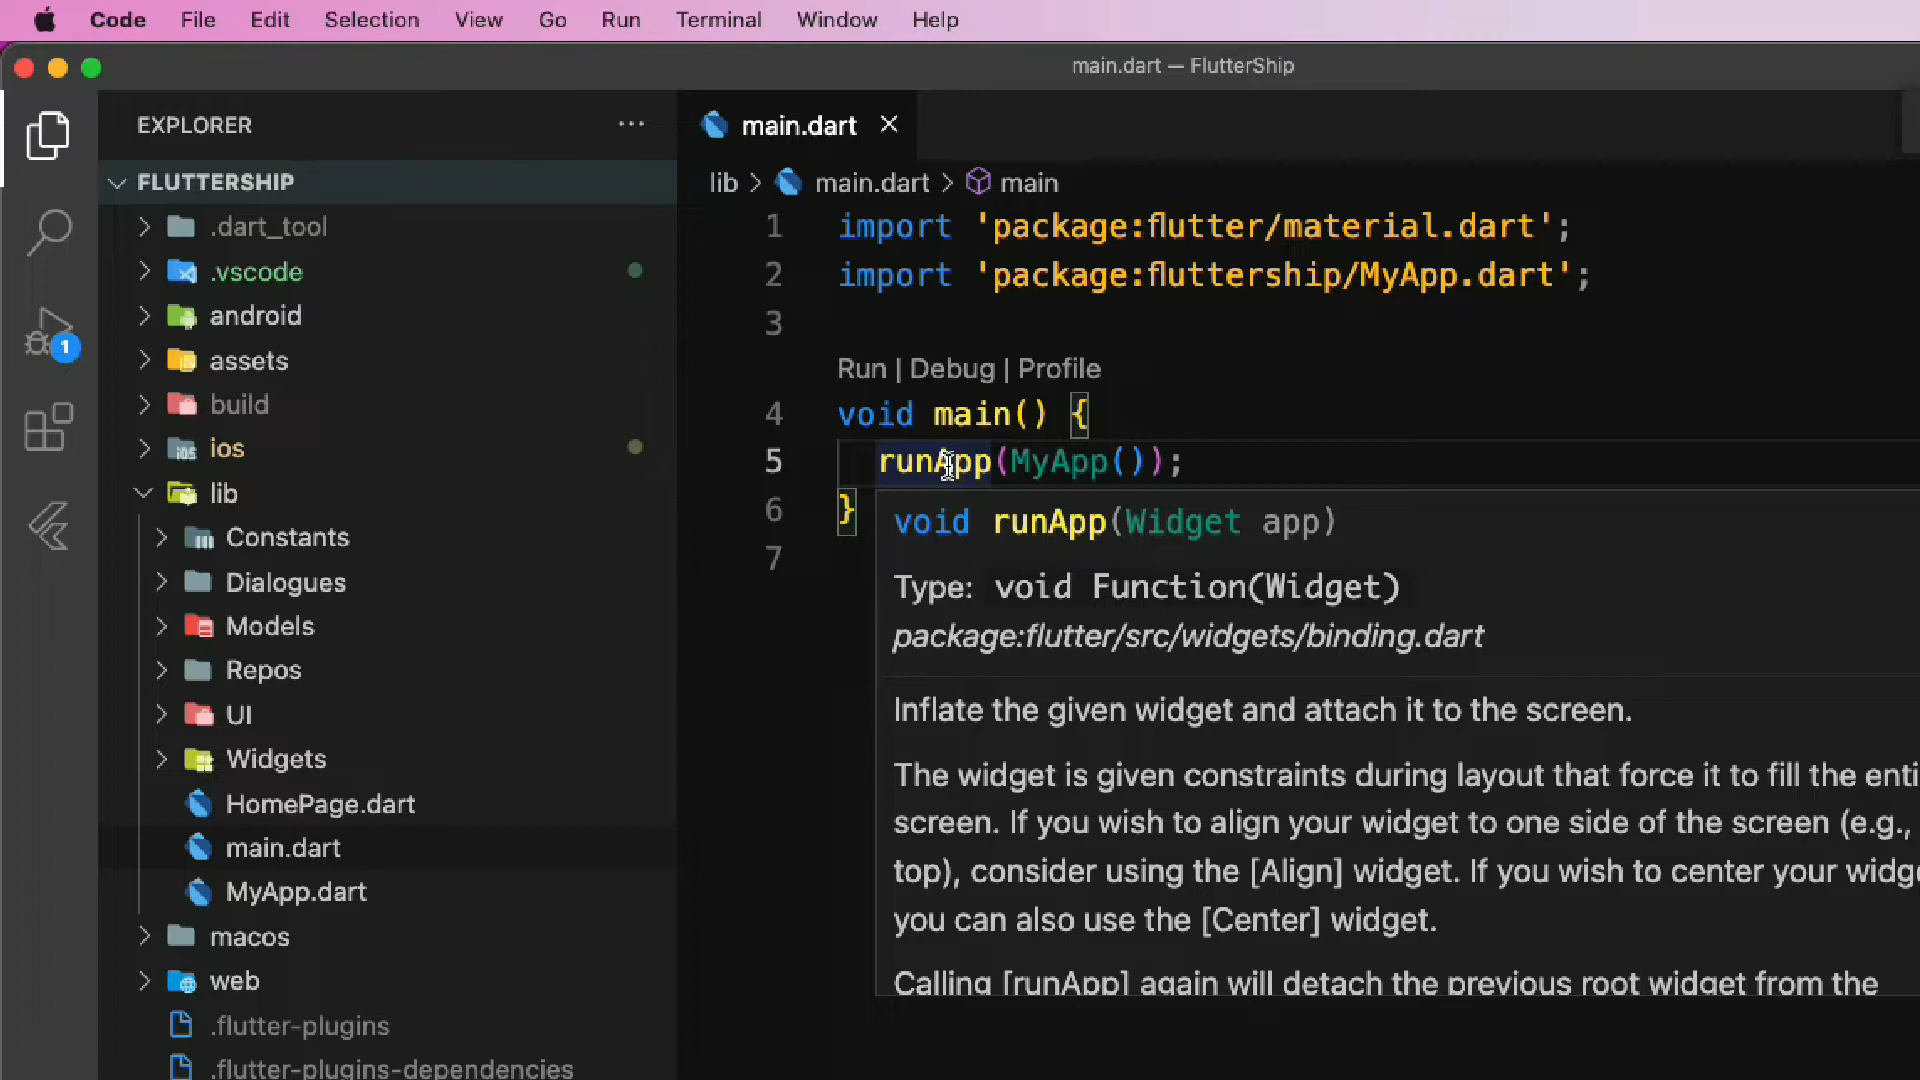 Code File Edit Selection View Go Run Terminal Window Help
main.dart — FlutterShip
EXPLORER
FLUTTERSHIP
.dart_tool
.vscode
android
assets
build
ios
lib
Constants
Dialogues
Models
Repos
UI
Widgets
HomePage.dart
main.dart
MyApp.dart
macos
web
.flutter-plugins
.flutter-plugins-dependencies
1
ios
main.dart
lib > main.dart > main
1 import 'package:flutter/material.dart';
2 import 'package:fluttership/MyApp.dart';
3
Run | Debug | Profile
4 void main() {
5 runApp(MyApp());
6 }
7
void runApp(Widget app)
Type: void Function(Widget)
package:flutter/src/widgets/binding.dart
Inflate the given widget and attach it to the screen.
The widget is given constraints during layout that force it to fill the enti
screen. If you wish to align your widget to one side of the screen (e.g.,
top), consider using the [Align] widget. If you wish to center your widg
you can also use the [Center] widget.
Calling [runApp] again will detach the previous root widget from the